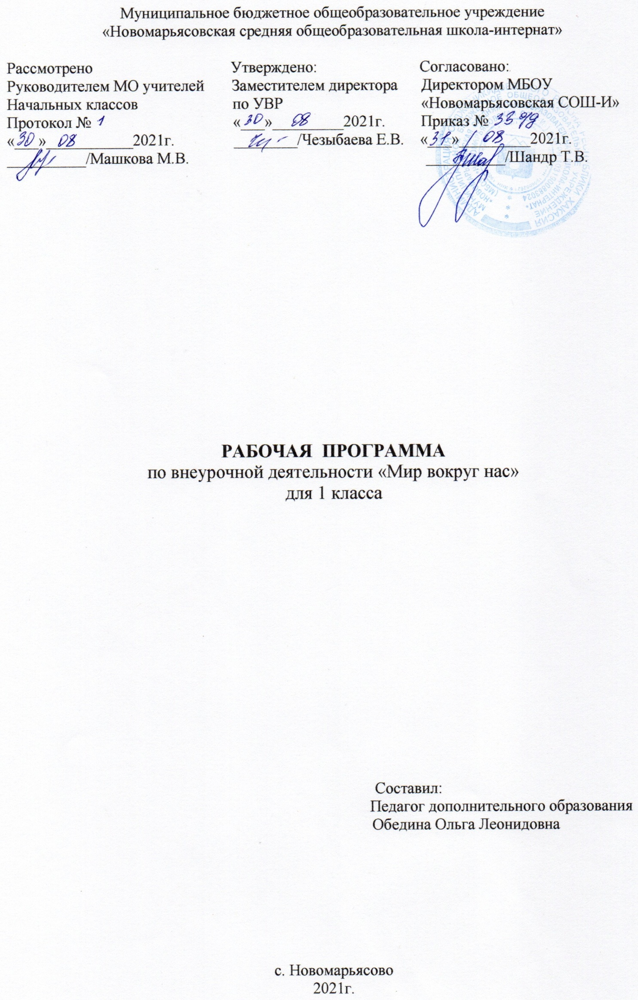 Муниципальное бюджетное общеобразовательное учреждение
«Новомарьясовская средняя общеобразовательная школа-интернат»
Рассмотрено
Руководителем МО учителей
Начальных классов
Протокол № 1
«30» 08 2021г.
/Машкова М.В.
Утверждено:
Заместителем директора
по УВР
«30» 08 2021г.
/Чезыбаева Е.В.
Согласовано:
Директором МБОУ
«Новомарьясовская СОШ-И»
Приказ № 33 о/д
«31» 08 2021г.
/Шандр Т.В.
РАБОЧАЯ ПРОГРАММА
по внеурочной деятельности «Мир вокруг нас»
для 1 класса
Составил:
Педагог дополнительного образования
Обедина Ольга Леонидовна
с. Новомарьясово
2021г.